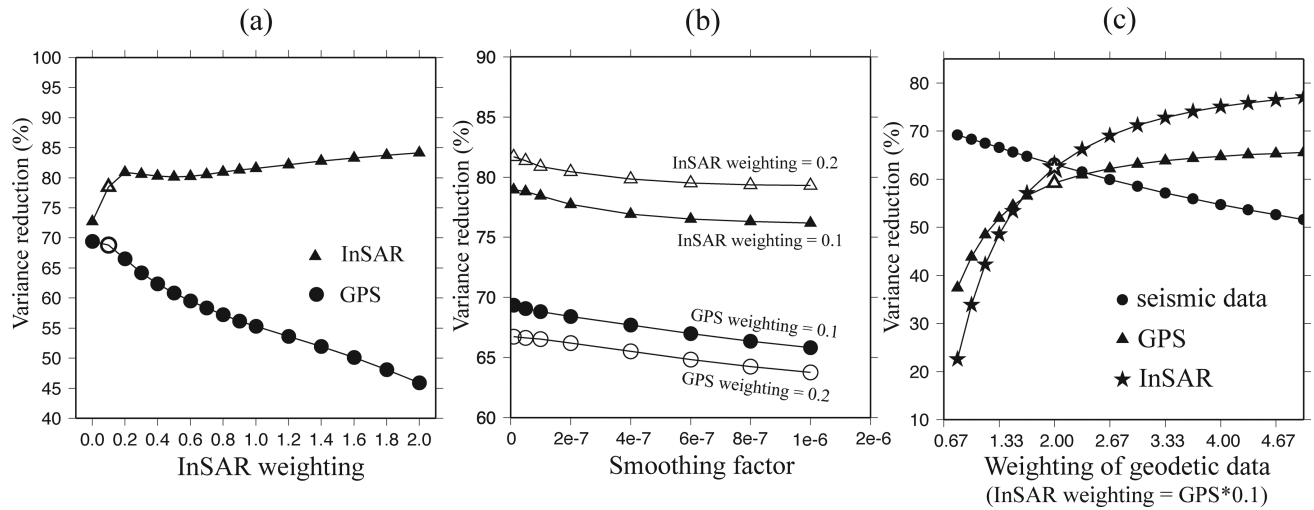 (a)
Variance reduction (%)
100
95
90
85
80
75
70
65
60
55
50
45
40
InSAR
GPS
0.0 0.2 0.4 0.6 0.8 1.0 1.2 1.4 1.6 1.8 2.0
InSAR weighting
(b)
Variance reduction (%)
90
85
80
75
70
65
60
InSAR weighting = 0.2
InSAR weighting = 0.1
GPS weighting = 0.1
GPS weighting = 0.2
0 2e-7 4e-7 6e-7 8e-7 1e-6 2e-6
Smoothing factor
(c)
Variance reduction (%)
80
70
60
50
40
30
20
10
seismic data
GPS
InSAR
0.67 1.33 2.00 2.67 3.33 4.00 4.67
Weighting of geodetic data
(InSAR weighting = GPS*0.1)